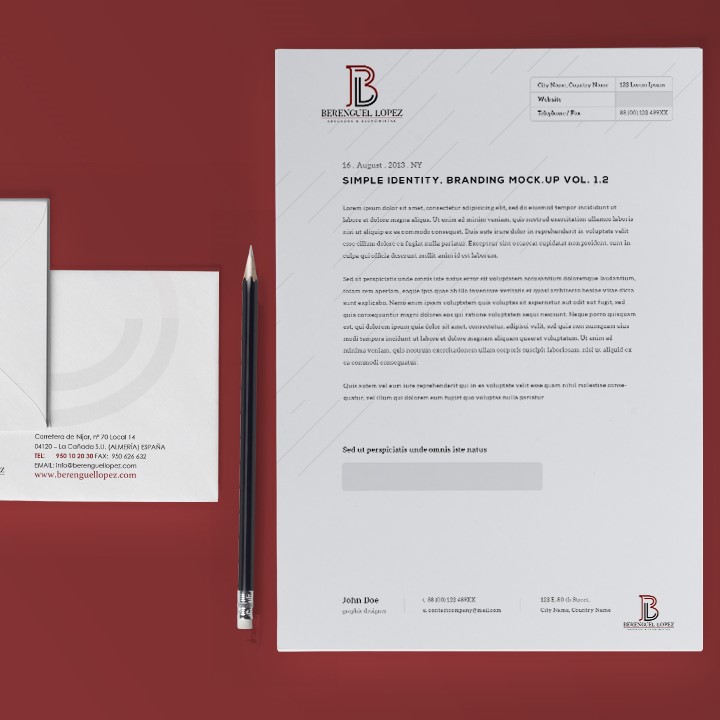 BERENGUEL LOPEZ
ABOGADOS & ECONOMISTAS
City Name, Country Name 123 Lorem Ipsum
Website
Telephone / Fax 88 (00) 123 489XX
16 . August . 2013 . NY
SIMPLE IDENTITY. BRANDING MOCK.UP VOL. 1.2
Lorem ipsum dolor sit amet, consectetur adipisicing elit, sed do eiusmod tempor incididunt ut
labore et dolore magna aliqua. Ut enim ad minim veniam, quis nostrud exercitation ullamco laboris
nisi ut aliquip ex ea commodo consequat. Duis aute irure dolor in reprehenderit in voluptate velit
esse cillum dolore eu fugiat nulla pariatur. Excepteur sint occaecat cupidatat non proident, sunt in
culpa qui officia deserunt mollit anim id est laborum.
Sed ut perspiciatis unde omnis iste natus error sit voluptatem accusantium doloremque laudantium,
totam rem aperiam, eaque ipsa quae ab illo inventore veritatis et quasi architecto beatae vitae dicta
sunt explicabo. Nemo enim ipsam voluptatem quia voluptas sit aspernatur aut odit aut fugit, sed
quia consequuntur magni dolores eos qui ratione voluptatem sequi nesciunt. Neque porro quisquam
est, qui dolorem ipsum quia dolor sit amet, consectetur, adipisci velit, sed quia non numquam eius
modi tempora incidunt ut labore et dolore magnam aliquam quaerat voluptatem. Ut enim ad
minima veniam, quis nostrum exercitationem ullam corporis suscipit laboriosam, nisi ut aliquid ex
ea commodi consequatur.
Quis autem vel eum iure reprehenderit qui in ea voluptate velit esse quam nihil molestiae conse-
quatur, vel illum qui dolorem eum fugiat quo voluptas nulla pariatur
Sed ut perspiciatis unde omnis iste natus
John Doe
graphic designer
t. 88 (00) 123 489XX
e. contactcompany@mail.com
123 E. 80 th Street,
City Name, Country Name
BERENGUEL LOPEZ
Carretera de Níjar, nº 70 Local 14
04120 – La Cañada S.U. (ALMERÍA) ESPAÑA
TEL: 950 10 20 30 FAX: 950 626 632
EMAIL: info@berenguellopez.com
www.berenguellopez.com